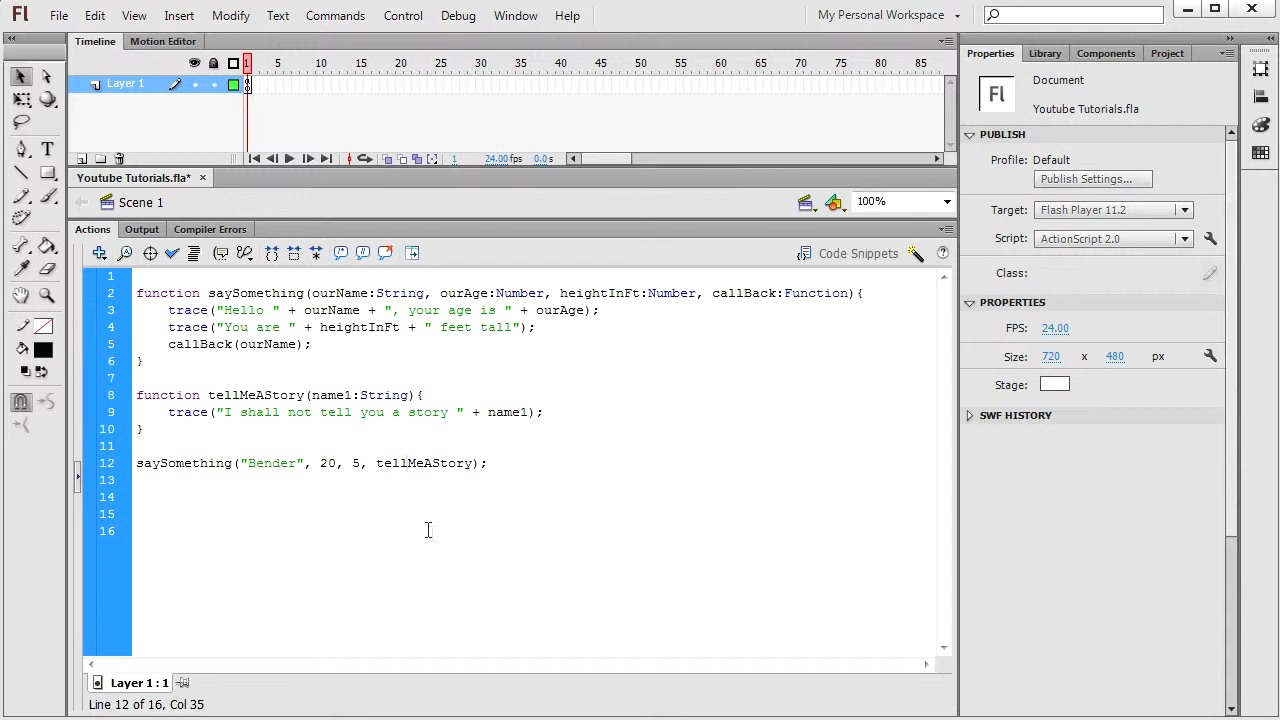 Fl File Edit View Insert Modify Text Commands Control Debug Window Help My Personal Workspace
Timeline Motion Editor
1 5 10 15 20 25 30 35 40 45 50 55 60 65 70 75 80 85
Layer 1
1 24.00 fps 0.0 s
Youtube Tutorials.fla*
Scene 1 100%
Actions Output Compiler Errors
Code Snippets
1
2 function saySomething(ourName:String, ourAge:Number, heightInFt:Number, callBack:Function){
3 trace("Hello " + ourName + ", your age is " + ourAge);
4 trace("You are " + heightInFt + " feet tall");
5 callBack(ourName);
6 }
7
8 function tellMeAStory(name1:String){
9 trace("I shall not tell you a story " + name1);
10 }
11
12 saySomething("Bender", 20, 5, tellMeAStory);
13
14
15
16
Layer 1 : 1
Line 12 of 16, Col 35
Properties Library Components Project
Fl
Document
Youtube Tutorials.fla
PUBLISH
Profile: Default
Publish Settings...
Target: Flash Player 11.2
Script: ActionScript 2.0
Class:
PROPERTIES
FPS: 24.00
Size: 720 x 480 px
Stage:
SWF HISTORY